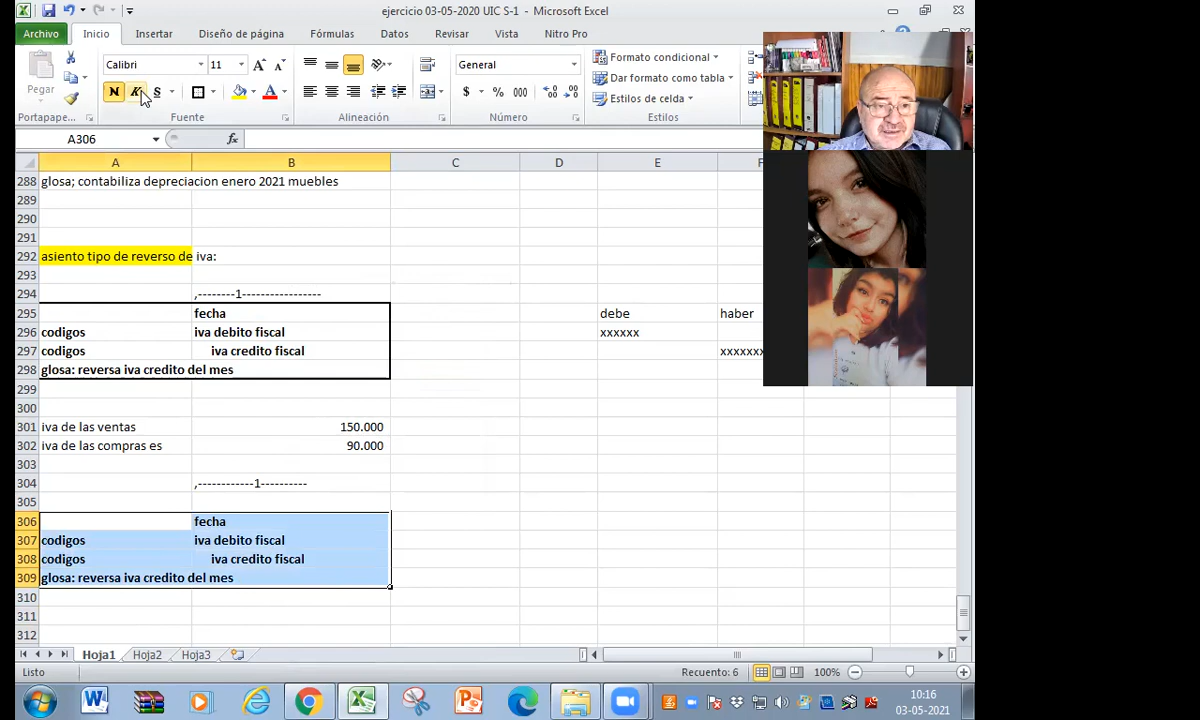 ejercicio 03-05-2020 UIC S-1 - Microsoft Excel
Archivo Inicio Insertar Diseño de página Fórmulas Datos Revisar Vista Nitro Pro
Calibri 11 General Formato condicional
Pegar Dar formato como tabla
N K S $ % 000 Estilos de celda
Portapape... Fuente Alineación Número Estilos
A306 fx
A B C D E F
288 glosa; contabiliza depreciacion enero 2021 muebles
289
290
291
292 asiento tipo de reverso de iva:
293
294 ,--------1-----------------
295 fecha debe haber
296 codigos iva debito fiscal xxxxxx
297 codigos iva credito fiscal xxxxxxx
298 glosa: reversa iva credito del mes
299
300
301 iva de las ventas 150.000
302 iva de las compras es 90.000
303
304 ,------------1----------
305
306 fecha
307 codigos iva debito fiscal
308 codigos iva credito fiscal
309 glosa: reversa iva credito del mes
310
311
312
Hoja1 Hoja2 Hoja3
Listo Recuento: 6 100%
10:16
03-05-2021